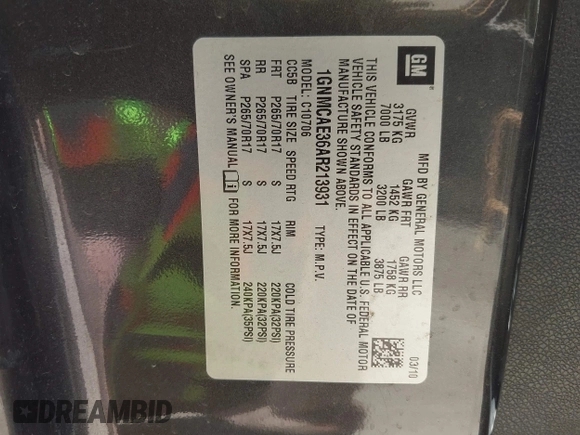 GM
MFD BY GENERAL MOTORS LLC
03/10
GVWR GAWR FRT GAWR RR
3175 KG 1452 KG 1758 KG
7000 LB 3200 LB 3875 LB
THIS VEHICLE CONFORMS TO ALL APPLICABLE U.S. FEDERAL MOTOR
VEHICLE SAFETY STANDARDS IN EFFECT ON THE DATE OF
MANUFACTURE SHOWN ABOVE.
1GNMCAE36AR213931 TYPE: M.P.V.
MODEL: C10706
CC5B TIRE SIZE SPEED RTG RIM COLD TIRE PRESSURE
FRT P265/70R17 S 17X7.5J 220KPA(32PSI)
RR P265/70R17 S 17X7.5J 220KPA(32PSI)
SPA P265/70R17 S 17X7.5J 240KPA(35PSI)
SEE OWNER'S MANUAL FOR MORE INFORMATION.
DREAMBID